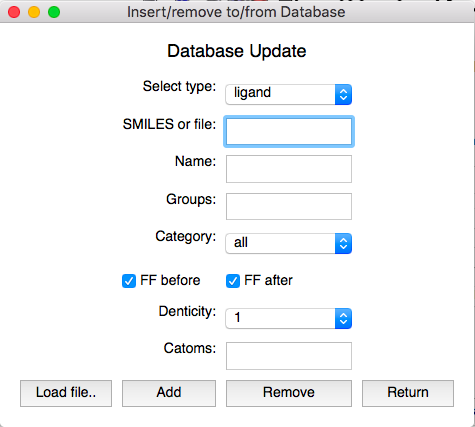 Insert/remove to/from Database
Database Update
Select type: ligand
SMILES or file:
Name:
Groups:
Category: all
FF before FF after
Denticity: 1
Catoms:
Load file.. Add Remove Return